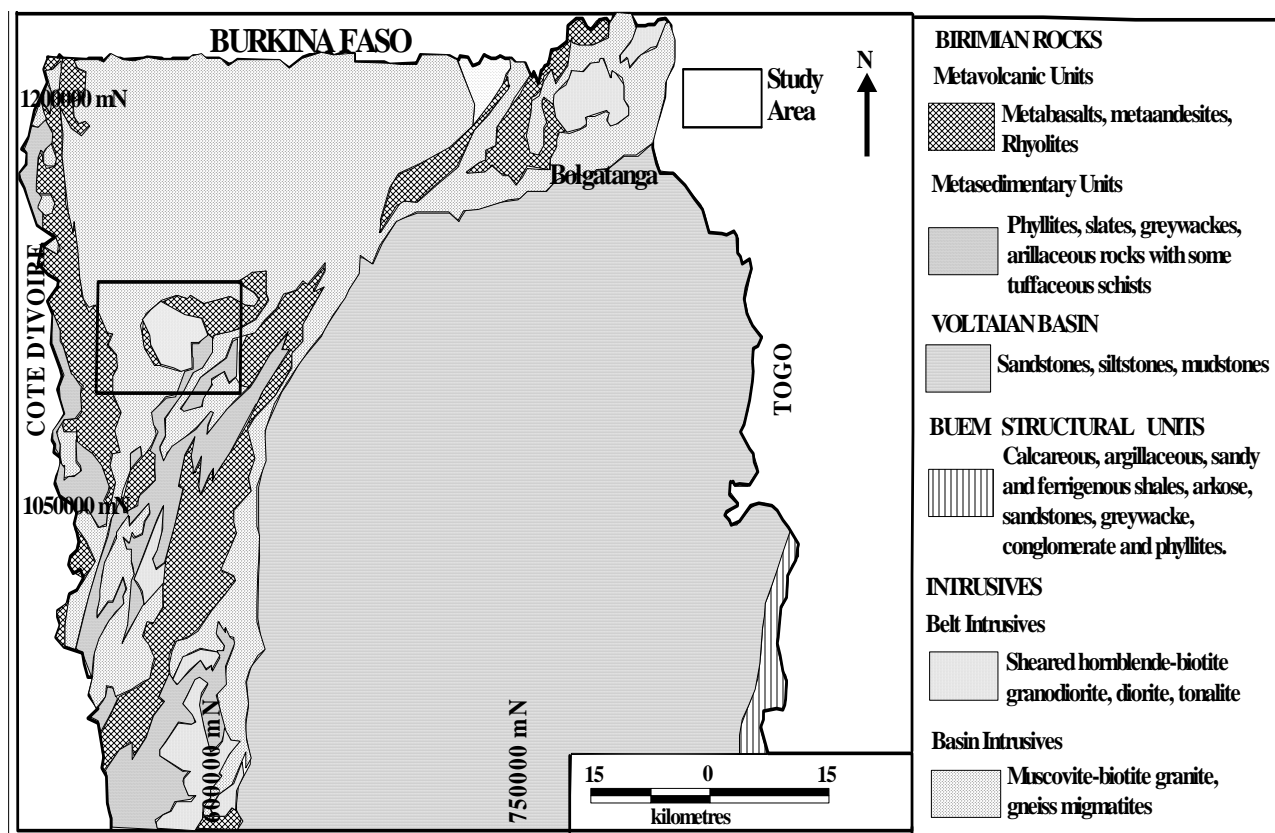 BURKINA FASO
1200000 mN
Study
Area
N
Bolgatanga
COTE D'IVOIRE
TOGO
1050000 mN
600000 mN
750000 mN
15 0 15
kilometres
BIRIMIAN ROCKS
Metavolcanic Units
Metabasalts, metaandesites,
Rhyolites
Metasedimentary Units
Phyllites, slates, greywackes,
arillaceous rocks with some
tuffaceous schists
VOLTAIAN BASIN
Sandstones, siltstones, mudstones
BUEM STRUCTURAL UNITS
Calcareous, argillaceous, sandy
and ferrigenous shales, arkose,
sandstones, greywacke,
conglomerate and phyllites.
INTRUSIVES
Belt Intrusives
Sheared hornblende-biotite
granodiorite, diorite, tonalite
Basin Intrusives
Muscovite-biotite granite,
gneiss migmatites